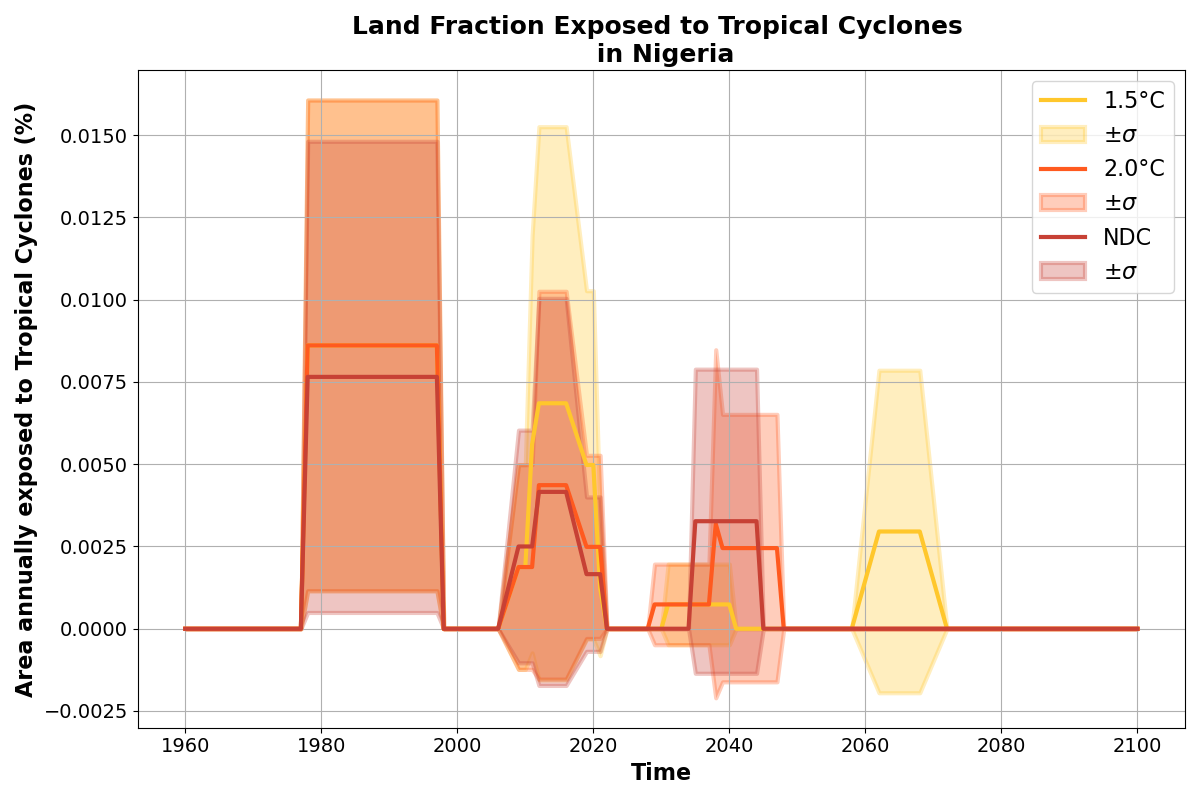 Land Fraction Exposed to Tropical Cyclones
in Nigeria
Area annually exposed to Tropical Cyclones (%)
0.0150
0.0125
0.0100
0.0075
0.0050
0.0025
0.0000
−0.0025
1960
1980
2000
2020
2040
2060
2080
2100
Time
1.5°C
±σ
2.0°C
±σ
NDC
±σ